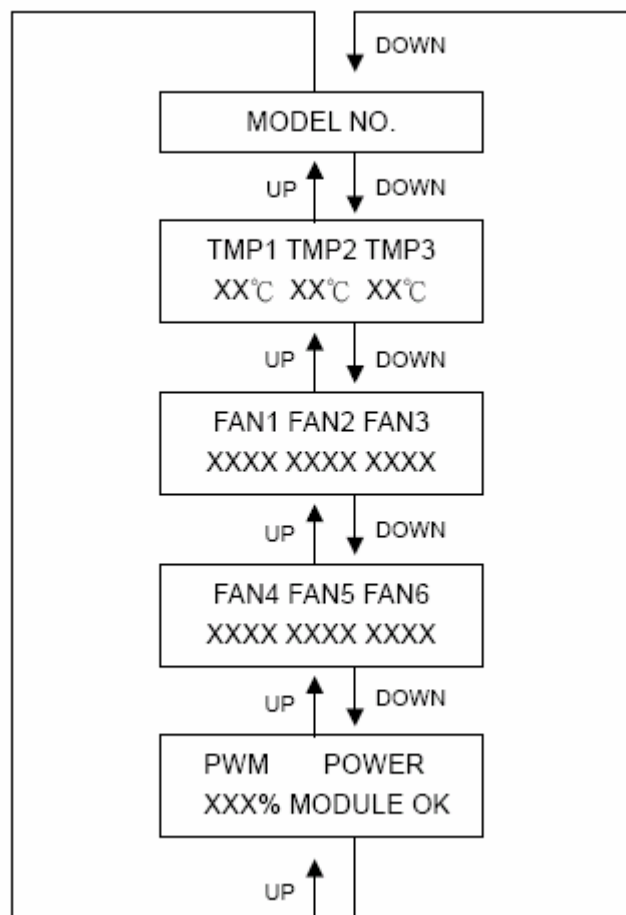 DOWN
MODEL NO.
UP DOWN
TMP1 TMP2 TMP3
XX℃ XX℃ XX℃
UP DOWN
FAN1 FAN2 FAN3
XXXX XXXX XXXX
UP DOWN
FAN4 FAN5 FAN6
XXXX XXXX XXXX
UP DOWN
PWM POWER
XXX% MODULE OK
UP